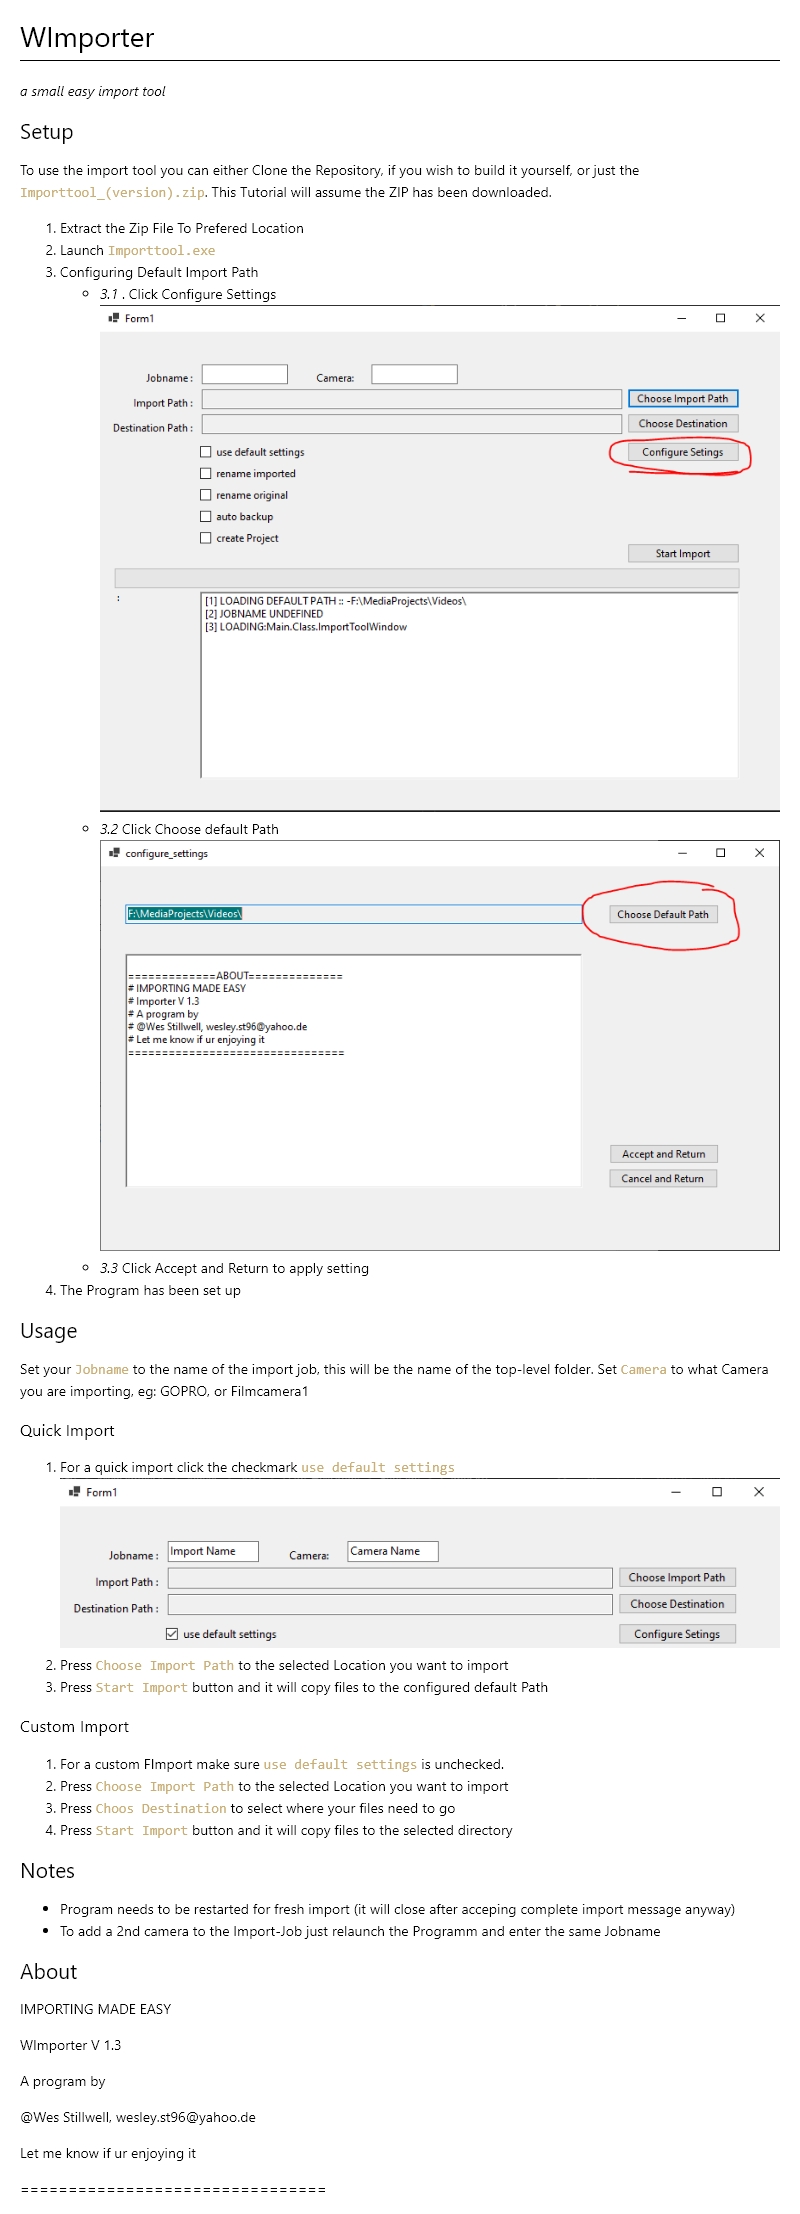 WImporter
a small easy import tool
Setup
To use the import tool you can either Clone the Repository, if you wish to build it yourself, or just the
Importtool_(version).zip. This Tutorial will assume the ZIP has been downloaded.
1. Extract the Zip File To Prefered Location
2. Launch Importtool.exe
3. Configuring Default Import Path
3.1 . Click Configure Settings
Form1
Jobname : Camera:
Import Path : Choose Import Path
Destination Path : Choose Destination
use default settings Configure Setings
rename imported
rename original
auto backup
create Project
Start Import
:
[1] LOADING DEFAULT PATH :: -F:\MediaProjects\Videos\
[2] JOBNAME UNDEFINED
[3] LOADING:Main.Class.ImportToolWindow
3.2 Click Choose default Path
configure_settings
F:\MediaProjects\Videos\ Choose Default Path
=============ABOUT==============
# IMPORTING MADE EASY
# Importer V 1.3
# A program by
# @Wes Stillwell, wesley.st96@yahoo.de
# Let me know if ur enjoying it
================================
Accept and Return
Cancel and Return
3.3 Click Accept and Return to apply setting
4. The Program has been set up
Usage
Set your Jobname to the name of the import job, this will be the name of the top-level folder. Set Camera to what Camera
you are importing, eg: GOPRO, or Filmcamera1
Quick Import
1. For a quick import click the checkmark use default settings
Form1
Jobname : Import Name Camera: Camera Name
Import Path : Choose Import Path
Destination Path : Choose Destination
use default settings Configure Setings
2. Press Choose Import Path to the selected Location you want to import
3. Press Start Import button and it will copy files to the configured default Path
Custom Import
1. For a custom FImport make sure use default settings is unchecked.
2. Press Choose Import Path to the selected Location you want to import
3. Press Choos Destination to select where your files need to go
4. Press Start Import button and it will copy files to the selected directory
Notes
Program needs to be restarted for fresh import (it will close after acceping complete import message anyway)
To add a 2nd camera to the Import-Job just relaunch the Programm and enter the same Jobname
About
IMPORTING MADE EASY
WImporter V 1.3
A program by
@Wes Stillwell, wesley.st96@yahoo.de
Let me know if ur enjoying it
================================